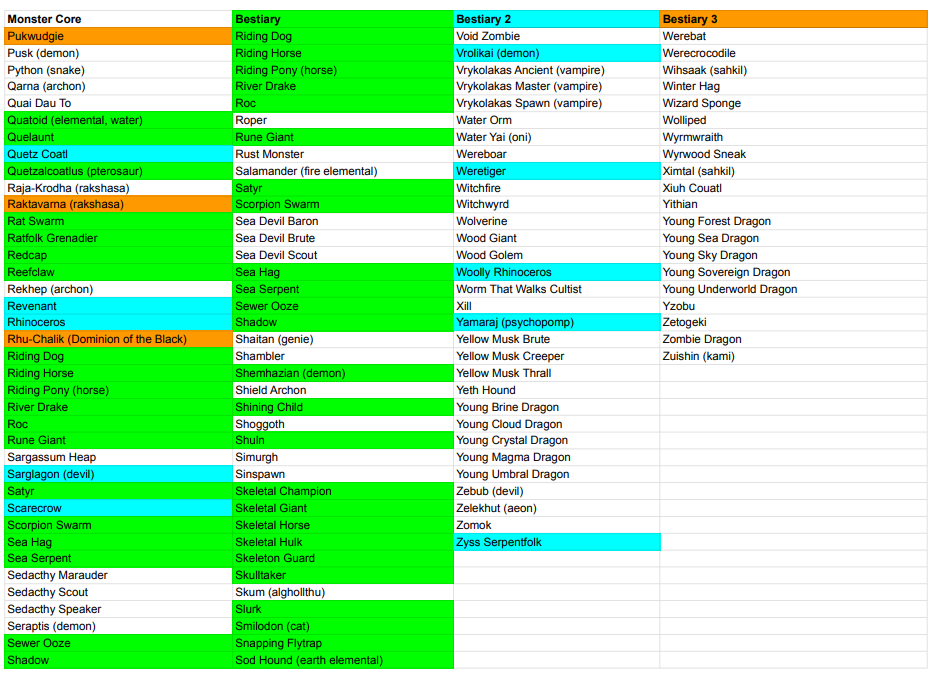 Monster Core Bestiary Bestiary 2 Bestiary 3
Pukwudgie Riding Dog Void Zombie Werebat
Pusk (demon) Riding Horse Vrolikai (demon) Werecrocodile
Python (snake) Riding Pony (horse) Vrykolakas Ancient (vampire) Wihsaak (sahkil)
Qarna (archon) River Drake Vrykolakas Master (vampire) Winter Hag
Quai Dau To Roc Vrykolakas Spawn (vampire) Wizard Sponge
Quatoid (elemental, water) Roper Water Orm Wolliped
Quelaunt Rune Giant Water Yai (oni) Wyrmwraith
Quetz Coatl Rust Monster Wereboar Wyrwood Sneak
Quetzalcoatlus (pterosaur) Salamander (fire elemental) Weretiger Ximtal (sahkil)
Raja-Krodha (rakshasa) Satyr Witchfire Xiuh Couatl
Raktavarna (rakshasa) Scorpion Swarm Witchwyrd Yithian
Rat Swarm Sea Devil Baron Wolverine Young Forest Dragon
Ratfolk Grenadier Sea Devil Brute Wood Giant Young Sea Dragon
Redcap Sea Devil Scout Wood Golem Young Sky Dragon
Reefclaw Sea Hag Woolly Rhinoceros Young Sovereign Dragon
Rekhep (archon) Sea Serpent Worm That Walks Cultist Young Underworld Dragon
Revenant Sewer Ooze Xill Yzobu
Rhinoceros Shadow Yamaraj (psychopomp) Zetogeki
Rhu-Chalik (Dominion of the Black) Shaitan (genie) Yellow Musk Brute Zombie Dragon
Riding Dog Shambler Yellow Musk Creeper Zuishin (kami)
Riding Horse Shemhazian (demon) Yellow Musk Thrall
Riding Pony (horse) Shield Archon Yeth Hound
River Drake Shining Child Young Brine Dragon
Roc Shoggoth Young Cloud Dragon
Rune Giant Shuln Young Crystal Dragon
Sargassum Heap Simurgh Young Magma Dragon
Sarglagon (devil) Sinspawn Young Umbral Dragon
Satyr Skeletal Champion Zebub (devil)
Scarecrow Skeletal Giant Zelekhut (aeon)
Scorpion Swarm Skeletal Horse Zomok
Sea Hag Skeletal Hulk Zyss Serpentfolk
Sea Serpent Skeleton Guard
Sedacthy Marauder Skulltaker
Sedacthy Scout Skum (alghollthu)
Sedacthy Speaker Slurk
Seraptis (demon) Smilodon (cat)
Sewer Ooze Snapping Flytrap
Shadow Sod Hound (earth elemental)